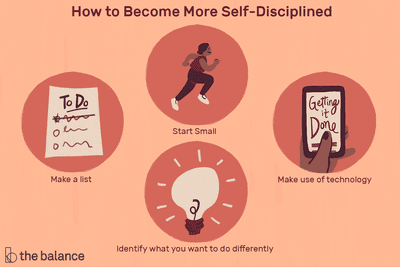 How to Become More Self-Disciplined
To Do
Start Small
Getting
it
Done
Make a list
Make use of technology
Identify what you want to do differently
the balance